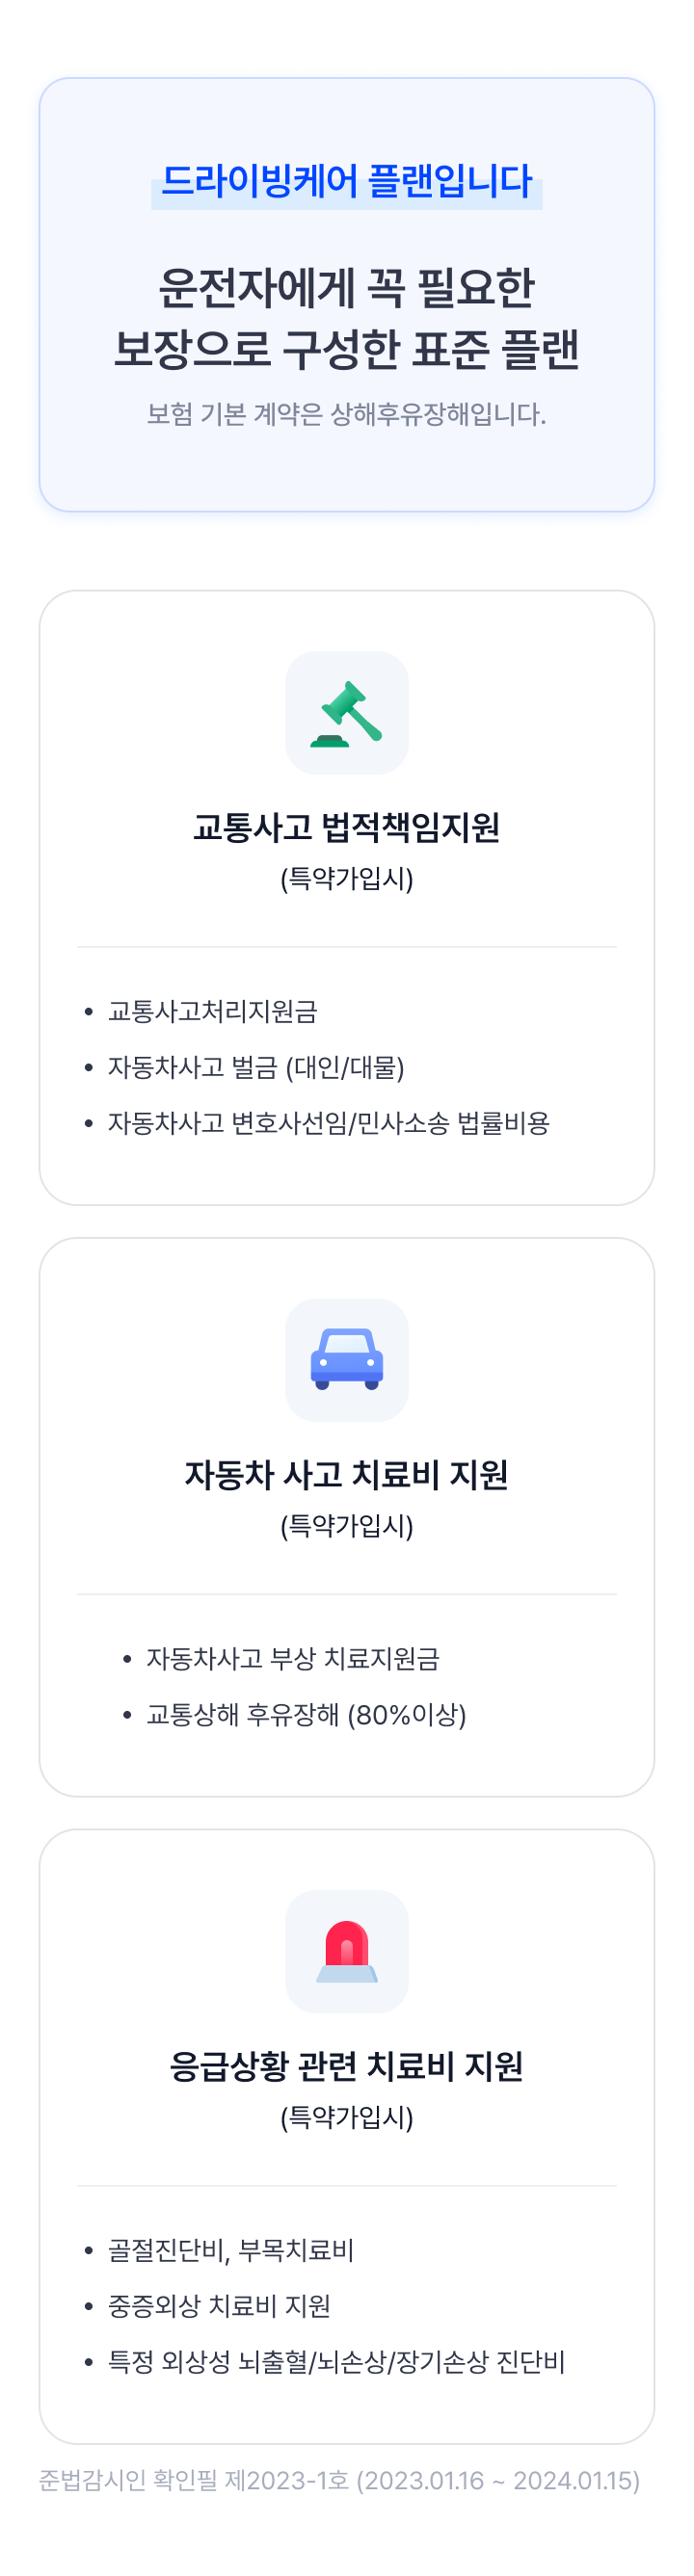 드라이빙케어 플랜입니다
운전자에게 꼭 필요한
보장으로 구성한 표준 플랜
보험 기본 계약은 상해후유장해입니다.
교통사고 법적책임지원
(특약가입시)
• 교통사고처리지원금
• 자동차사고 벌금 (대인/대물)
• 자동차사고 변호사선임/민사소송 법률비용
자동차 사고 치료비 지원
(특약가입시)
• 자동차사고 부상 치료지원금
• 교통상해 후유장해 (80%이상)
응급상황 관련 치료비 지원
(특약가입시)
• 골절진단비, 부목치료비
• 중증외상 치료비 지원
• 특정 외상성 뇌출혈/뇌손상/장기손상 진단비
준법감시인 확인필 제2023-1호 (2023.01.16 ~ 2024.01.15)